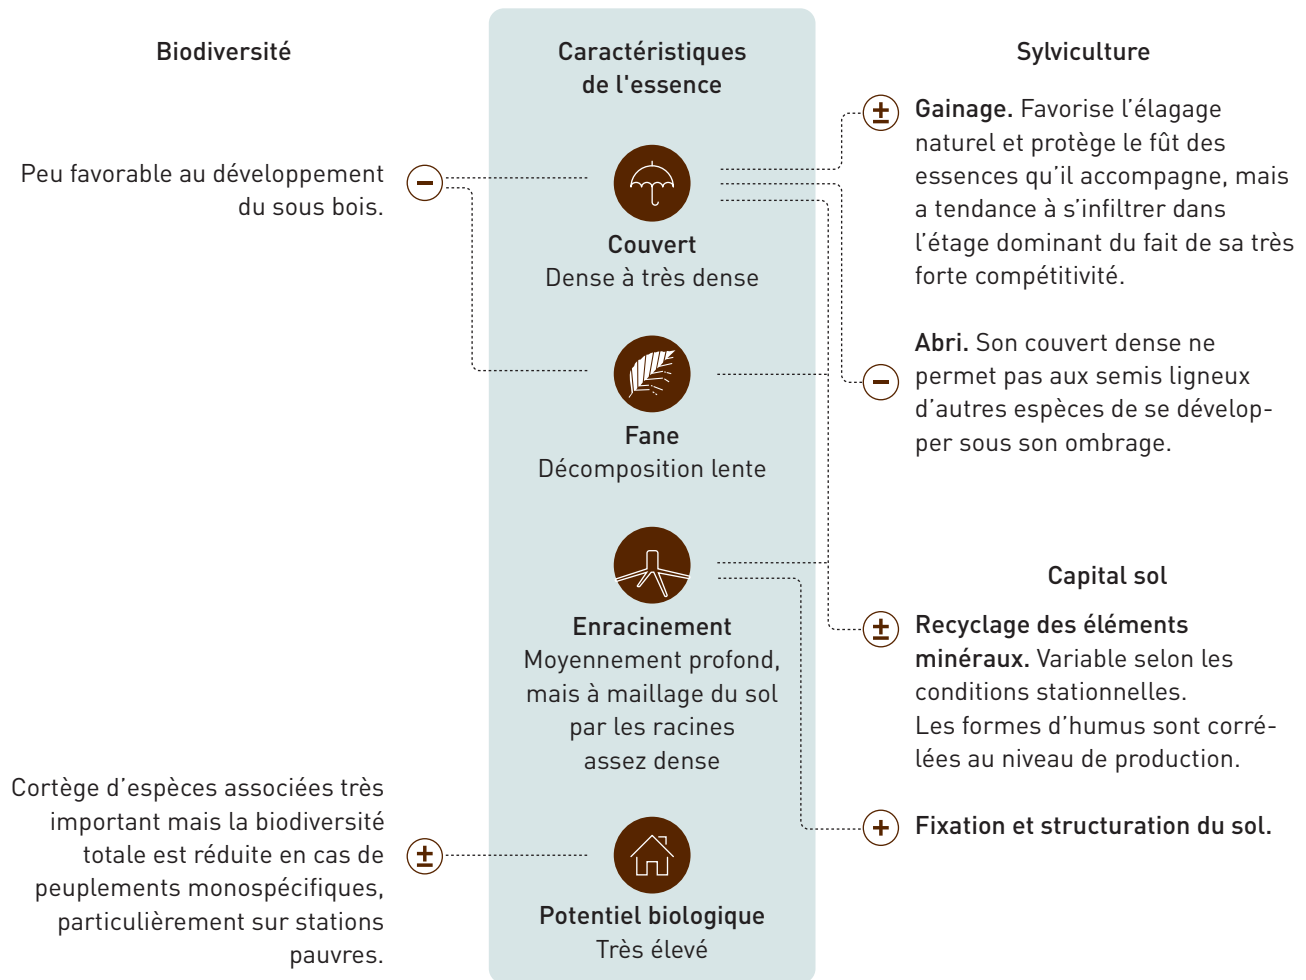 Biodiversité
Peu favorable au développement
du sous bois.
Cortège d’espèces associées très
important mais la biodiversité
totale est réduite en cas de
peuplements monospécifiques,
particulièrement sur stations
pauvres.
Caractéristiques
de l'essence
Couvert
Dense à très dense
Fane
Décomposition lente
Enracinement
Moyennement profond,
mais à maillage du sol
par les racines
assez dense
Potentiel biologique
Très élevé
Sylviculture
Gainage. Favorise l’élagage
naturel et protège le fût des
essences qu’il accompagne, mais
a tendance à s’infiltrer dans
l’étage dominant du fait de sa très
forte compétitivité.
Abri. Son couvert dense ne
permet pas aux semis ligneux
d’autres espèces de se dévelop-
per sous son ombrage.
Capital sol
Recyclage des éléments
minéraux. Variable selon les
conditions stationnelles.
Les formes d’humus sont corré-
lées au niveau de production.
Fixation et structuration du sol.